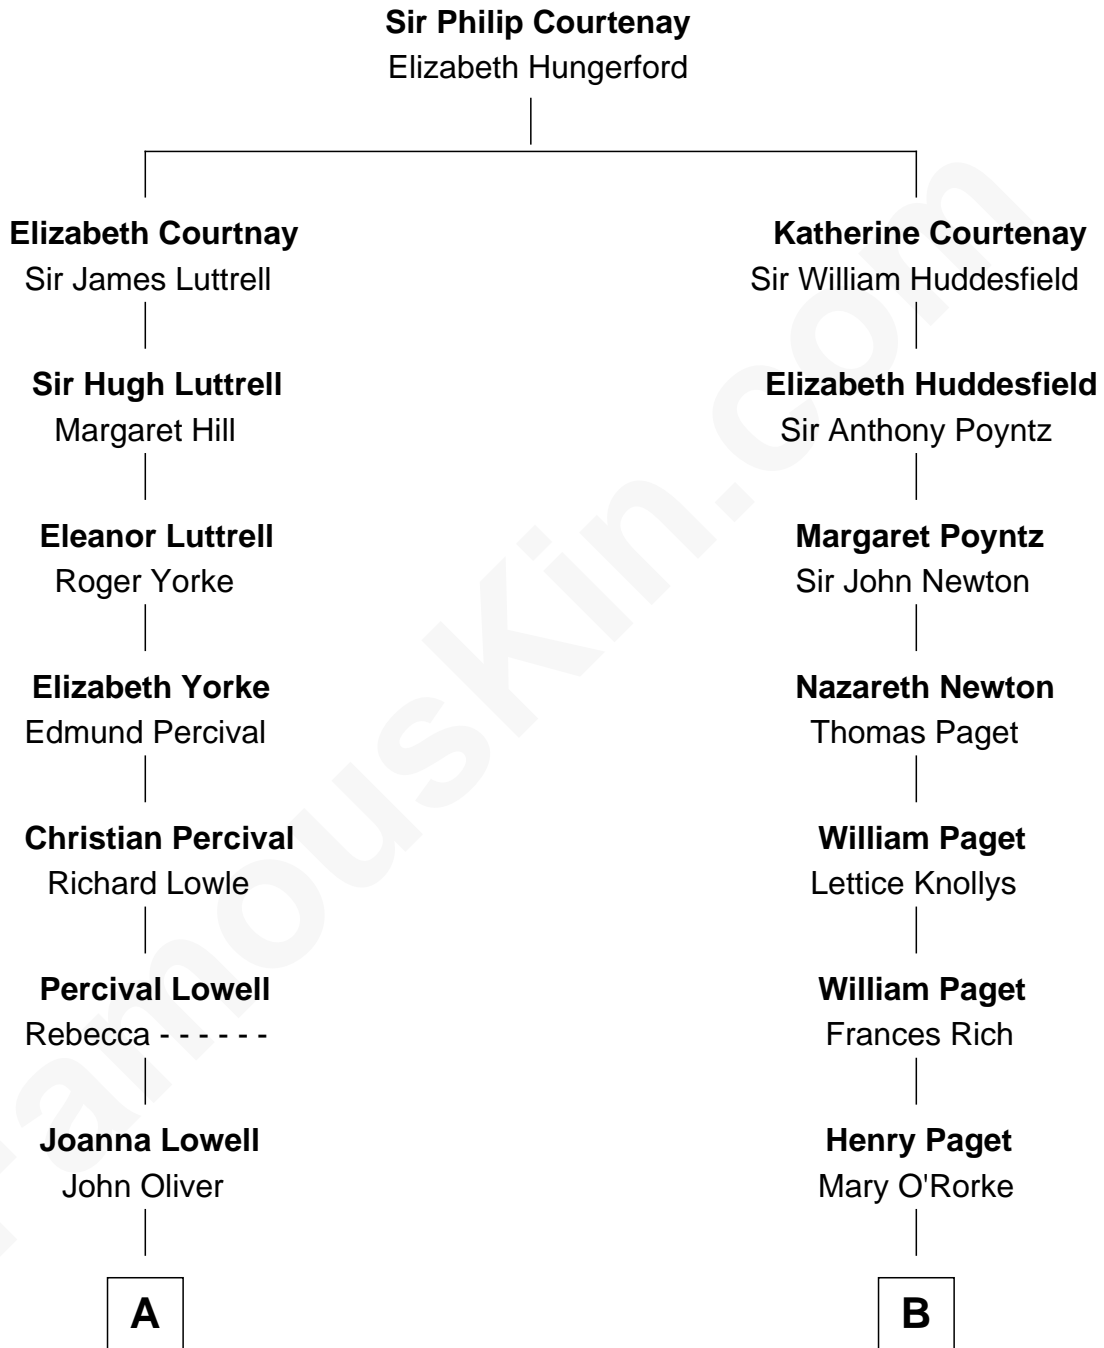 Sir Philip Courtenay
Elizabeth Hungerford
Elizabeth Courtnay
Sir James Luttrell
Sir Hugh Luttrell
Margaret Hill
Eleanor Luttrell
Roger Yorke
Elizabeth Yorke
Edmund Percival
Christian Percival
Richard Lowle
Percival Lowell
Rebecca - - - - - -
Joanna Lowell
John Oliver
A
Katherine Courtenay
Sir William Huddesfield
Elizabeth Huddesfield
Sir Anthony Poyntz
Margaret Poyntz
Sir John Newton
Nazareth Newton
Thomas Paget
William Paget
Lettice Knollys
William Paget
Frances Rich
Henry Paget
Mary O'Rorke
B
FamousKin.com